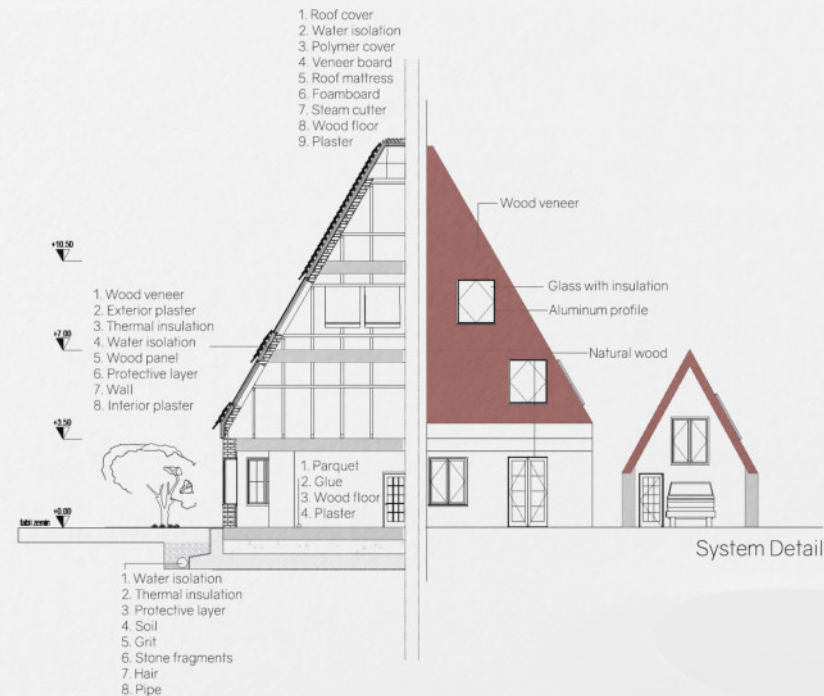 1. Roof cover
2. Water isolation
3. Polymer cover
4. Veneer board
5. Roof mattress
6. Foamboard
7. Steam cutter
8. Wood floor
9. Plaster
Wood veneer
+10.50
Glass with insulation
Aluminum profile
1. Wood veneer
2. Exterior plaster
3. Thermal insulation
4. Water isolation
5. Wood panel
6. Protective layer
7. Wall
8. Interior plaster
+7.00
Natural wood
+3.50
1. Parquet
2. Glue
3. Wood floor
4. Plaster
+0.00
tabii zemin
System Detail
1. Water isolation
2. Thermal insulation
3. Protective layer
4. Soil
5. Grit
6. Stone fragments
7. Hair
8. Pipe